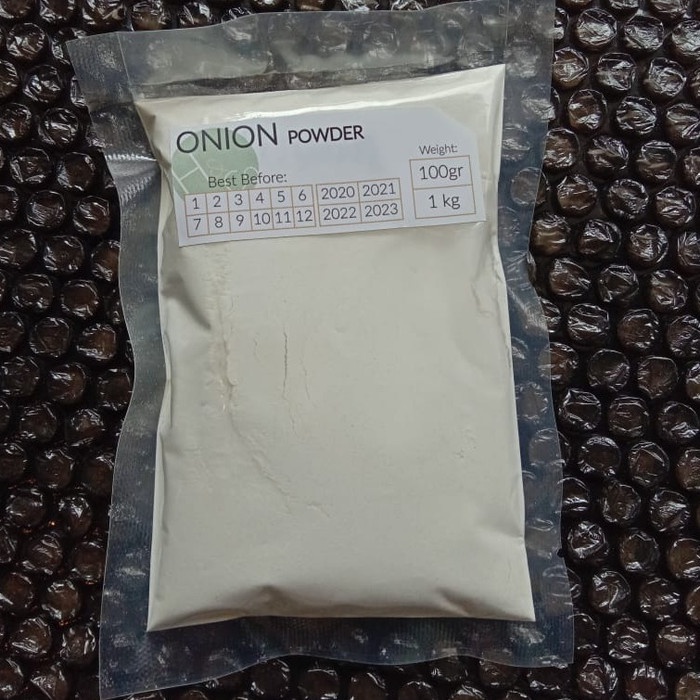 ONION POWDER
Weight:
Best Before:
100gr
1 2 3 4 5 6 2020 2021
7 8 9 10 11 12 2022 2023
1 kg